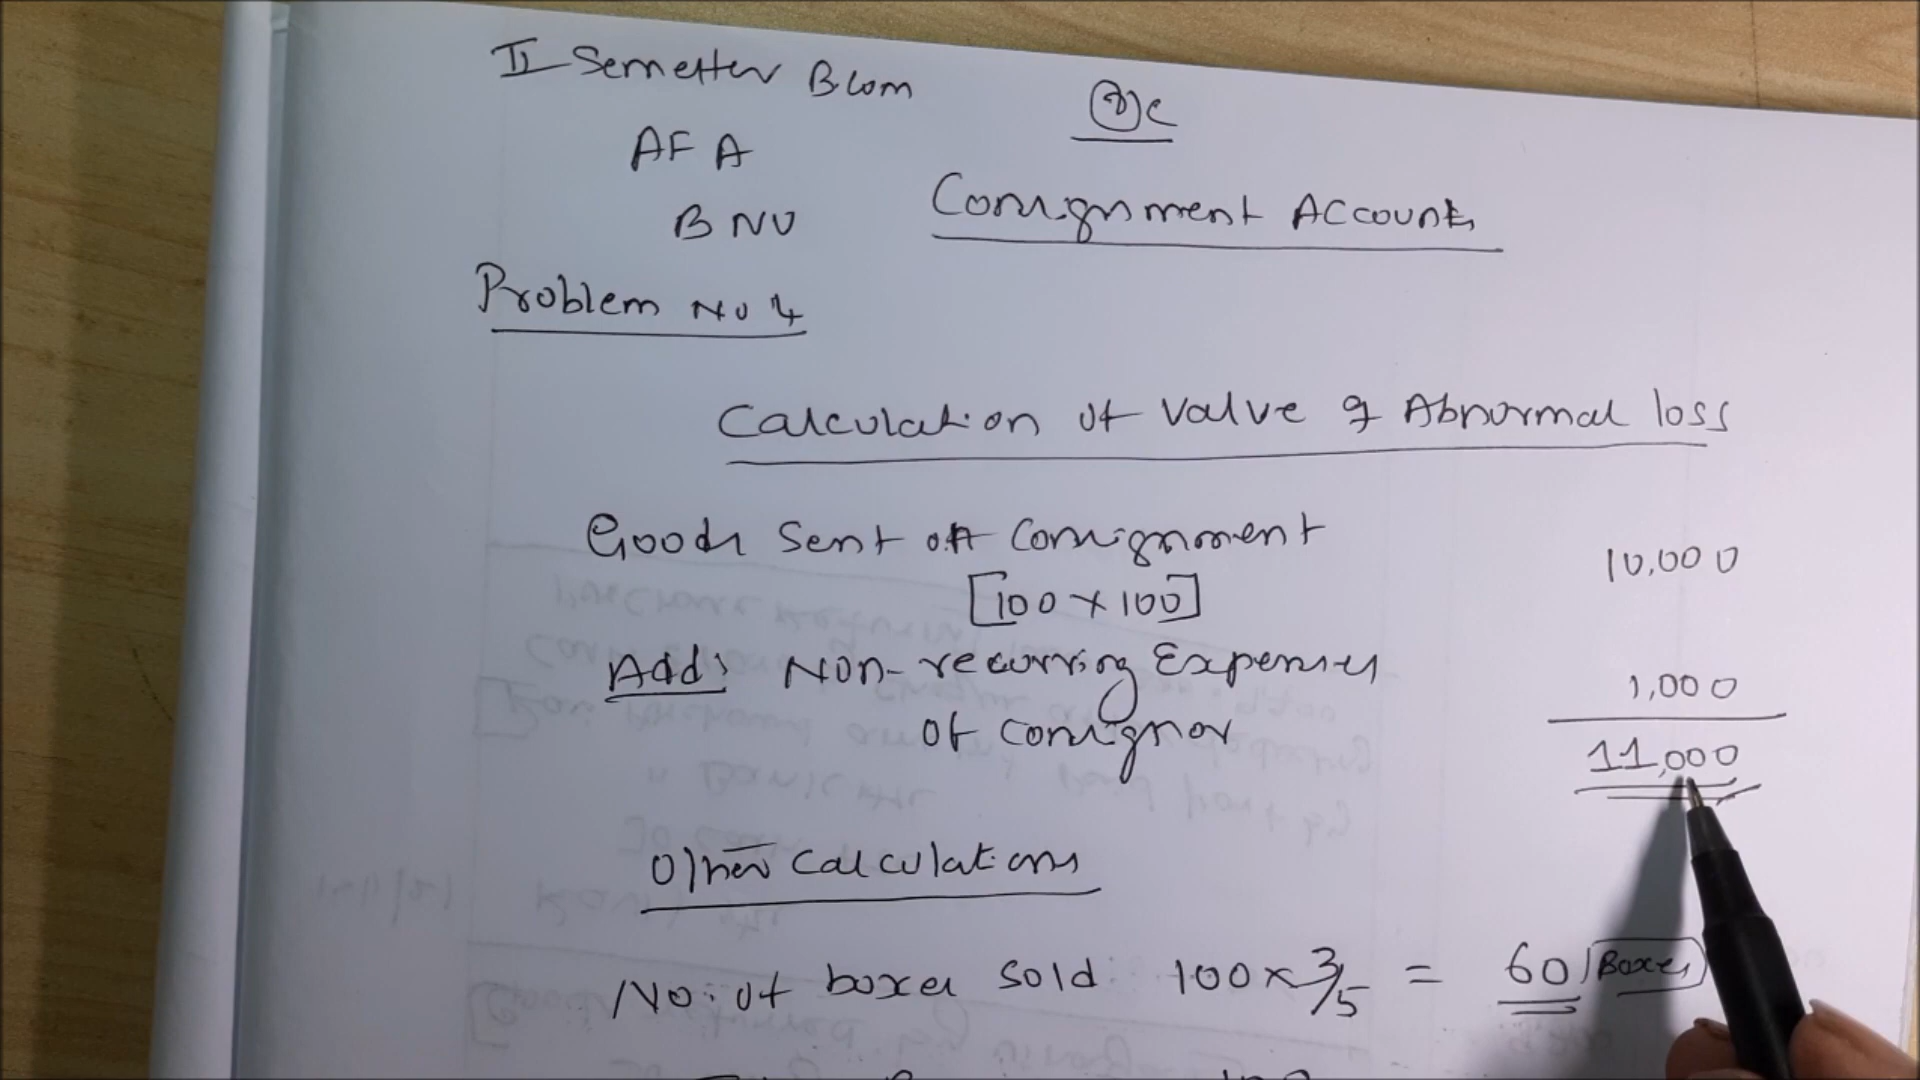 II Semester B.Com
AFA
BNU
Consignment Accounts
Problem No 4
Calculation of Value of Abnormal loss
Goods Sent on Consignment 10,000
[100 x 100]
Add: Non-recurring Expenses
of consignor 1,000
11,000
Other Calculations
No. of boxes sold: 100 x 3/5 = 60 Boxes